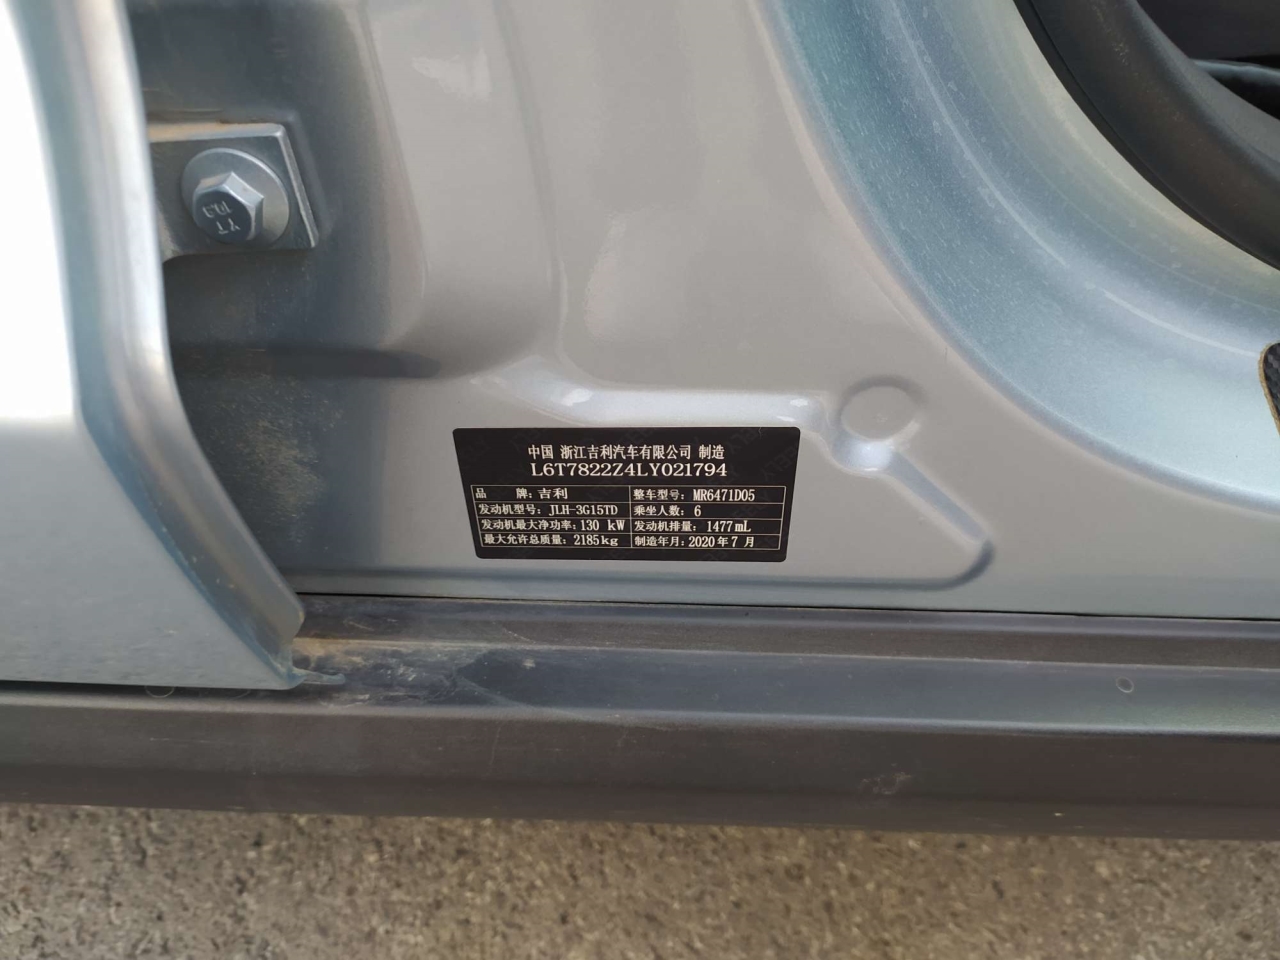 YT
10.9
中国 浙江吉利汽车有限公司 制造
L6T7822Z4LY021794
品 牌：吉利 整车型号：MR6471D05
发动机型号：JLH-3G15TD 乘坐人数：6
发动机最大净功率：130 kW 发动机排量：1477mL
最大允许总质量：2185kg 制造年月：2020年7月